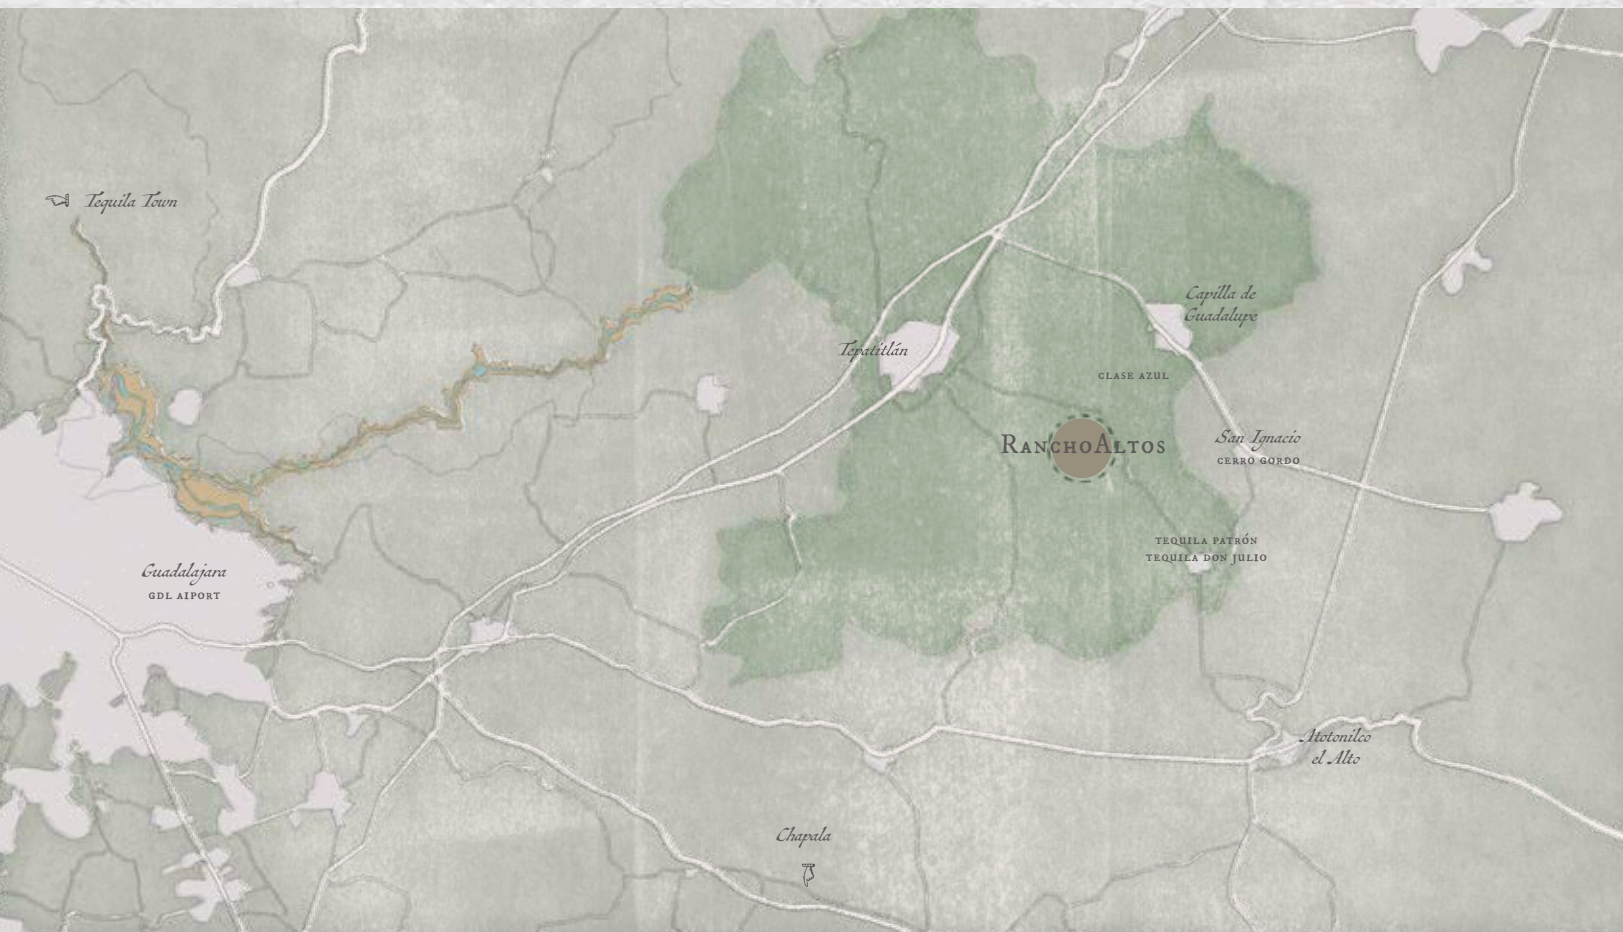 Tequila Town
Capilla de
Guadalupe
Tepatitlán
CLASE AZUL
RANCHOALTOS
San Ignacio
CERRO GORDO
TEQUILA PATRÓN
TEQUILA DON JULIO
Guadalajara
GDL AIPORT
Atotonilco
el Alto
Chapala